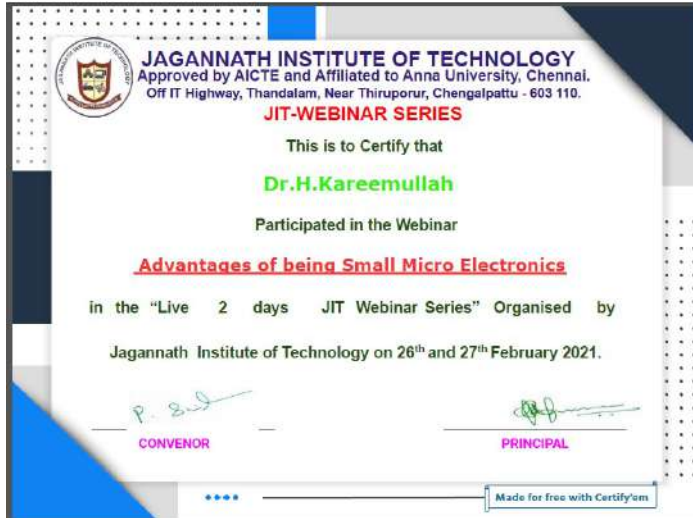 JAGANNATH INSTITUTE OF TECHNOLOGY
Approved by AICTE and Affiliated to Anna University, Chennai.
Off IT Highway, Thandalam, Near Thiruporur, Chengalpattu - 603 110.
JIT-WEBINAR SERIES
This is to Certify that
Dr.H.Kareemullah
Participated in the Webinar
Advantages of being Small Micro Electronics
in the “Live 2 days JIT Webinar Series” Organised by
Jagannath Institute of Technology on 26th and 27th February 2021.
CONVENOR
PRINCIPAL
Made for free with Certify'em